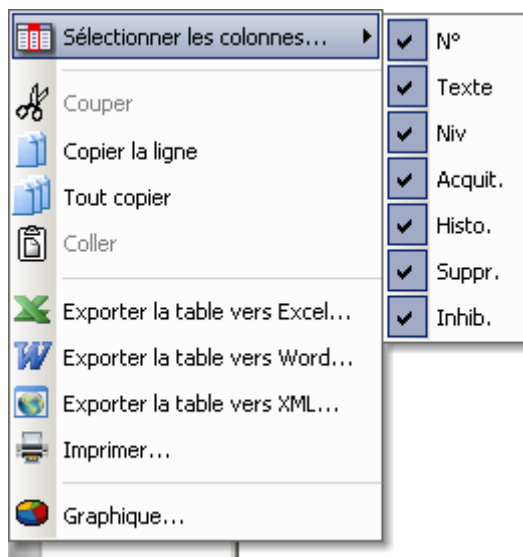 Sélectionner les colonnes...
Couper
Copier la ligne
Tout copier
Coller
Exporter la table vers Excel...
Exporter la table vers Word...
Exporter la table vers XML...
Imprimer...
Graphique...
N°
Texte
Niv
Acquit.
Histo.
Suppr.
Inhib.